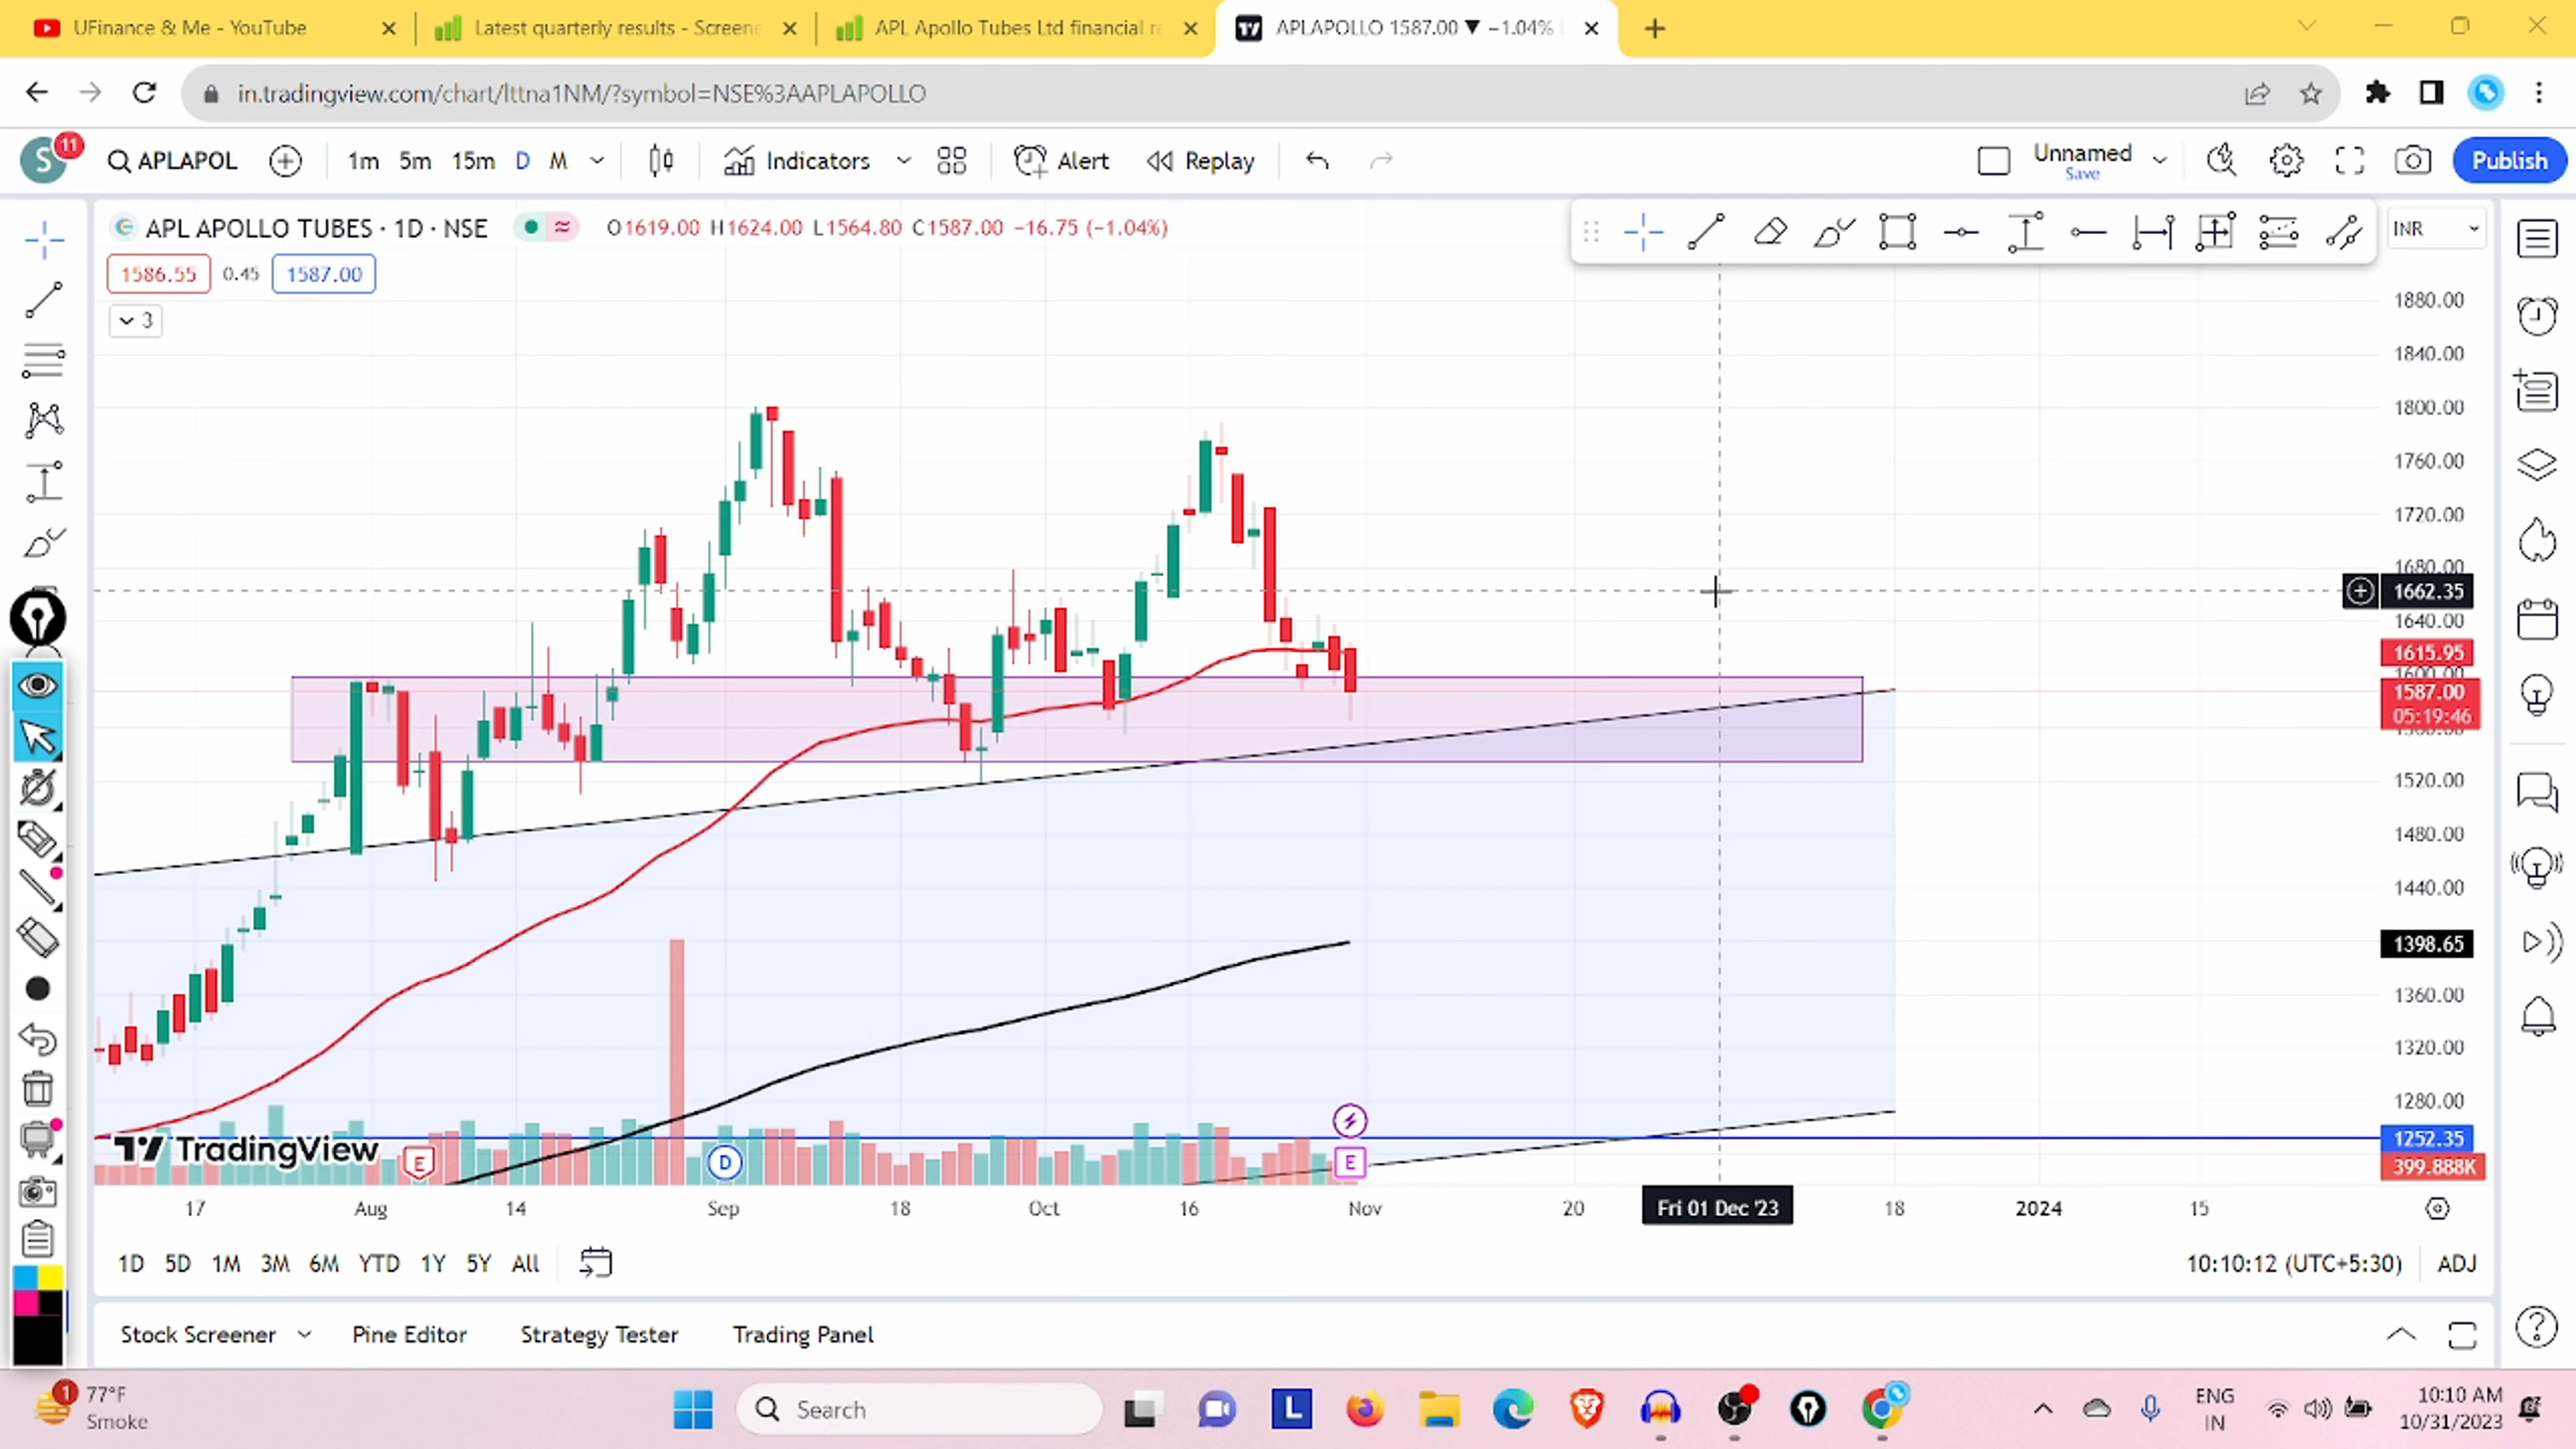 UFinance & Me - YouTube
Latest quarterly results - Screene
APL Apollo Tubes Ltd financial r
APLAPOLLO 1587.00 ▼ −1.04%
in.tradingview.com/chart/lttna1NM/?symbol=NSE%3AAPLAPOLLO
S 11
APLAPOL 1m 5m 15m D M Indicators Alert Replay Unnamed Save Publish
APL APOLLO TUBES · 1D · NSE O1619.00 H1624.00 L1564.80 C1587.00 −16.75 (−1.04%) INR
1586.55 0.45 1587.00
3
1880.00
1840.00
1800.00
1760.00
1720.00
1680.00
1662.35
1640.00
1615.95
1600.00
1587.00
05:19:46
1520.00
1480.00
1440.00
1398.65
1360.00
1320.00
1280.00
1252.35
399.888K
TradingView
E D E
17 Aug 14 Sep 18 Oct 16 Nov 20 Fri 01 Dec '23 18 2024 15
1D 5D 1M 3M 6M YTD 1Y 5Y All 10:10:12 (UTC+5:30) ADJ
Stock Screener Pine Editor Strategy Tester Trading Panel
1 77°F
Smoke
Search
L
ENG
IN
10:10 AM
10/31/2023